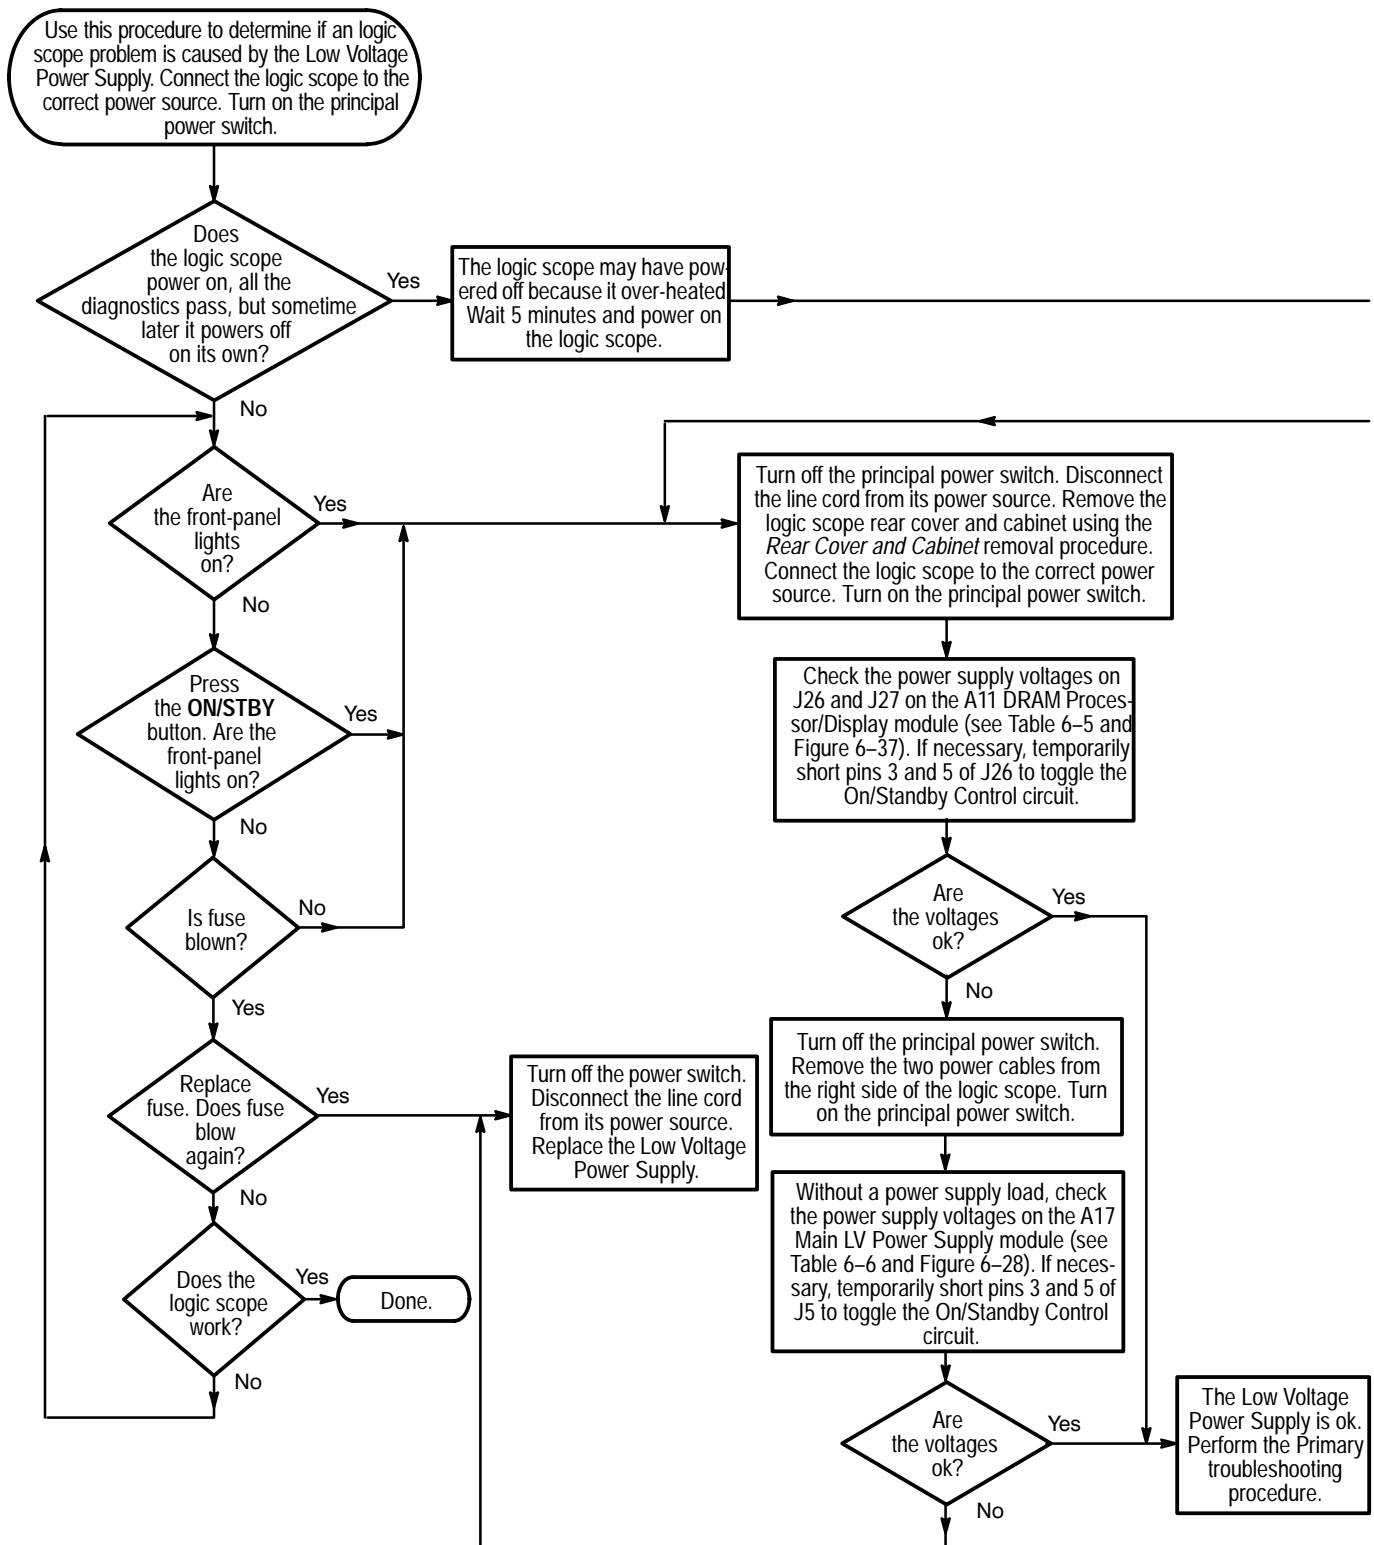 Use this procedure to determine if an logic
scope problem is caused by the Low Voltage
Power Supply. Connect the logic scope to the
correct power source. Turn on the principal
power switch.
Does
the logic scope
power on, all the
diagnostics pass, but sometime
later it powers off
on its own?
Yes
The logic scope may have pow-
ered off because it over-heated
Wait 5 minutes and power on
the logic scope.
No
Are
the front-panel
lights
on?
Yes
No
Press
the ON/STBY
button. Are the
front-panel
lights on?
Yes
No
Is fuse
blown?
No
Yes
Replace
fuse. Does fuse
blow
again?
Yes
Turn off the power switch.
Disconnect the line cord
from its power source.
Replace the Low Voltage
Power Supply.
No
Does the
logic scope
work?
Yes
Done.
No
Turn off the principal power switch. Disconnect
the line cord from its power source. Remove the
logic scope rear cover and cabinet using the
Rear Cover and Cabinet removal procedure.
Connect the logic scope to the correct power
source. Turn on the principal power switch.
Check the power supply voltages on
J26 and J27 on the A11 DRAM Proces-
sor/Display module (see Table 6–5 and
Figure 6–37). If necessary, temporarily
short pins 3 and 5 of J26 to toggle the
On/Standby Control circuit.
Are
the voltages
ok?
Yes
No
Turn off the principal power switch.
Remove the two power cables from
the right side of the logic scope. Turn
on the principal power switch.
Without a power supply load, check
the power supply voltages on the A17
Main LV Power Supply module (see
Table 6–6 and Figure 6–28). If neces-
sary, temporarily short pins 3 and 5 of
J5 to toggle the On/Standby Control
circuit.
Are
the voltages
ok?
Yes
No
The Low Voltage
Power Supply is ok.
Perform the Primary
troubleshooting
procedure.